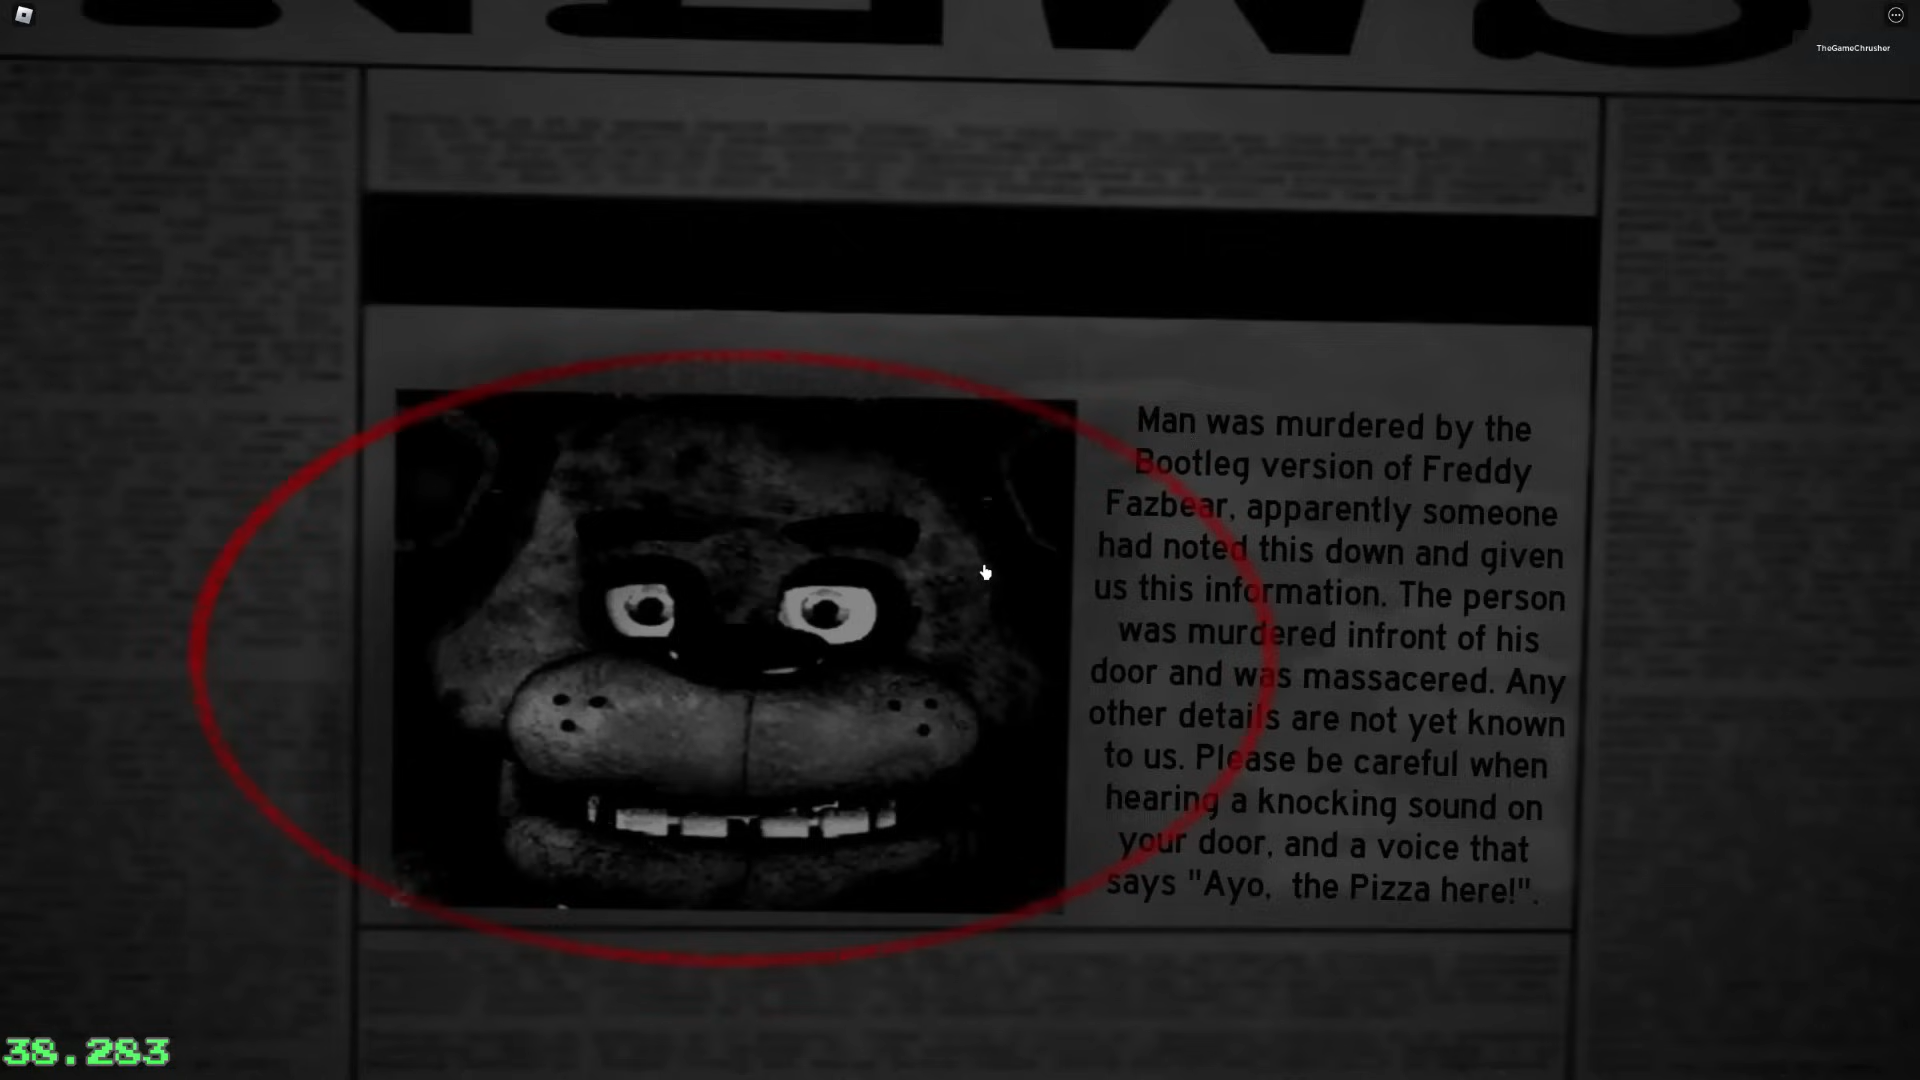 NEWS
TheGameChrusher
Man was murdered by the
Bootleg version of Freddy
Fazbear, apparently someone
had noted this down and given
us this information. The person
was murdered infront of his
door and was massacered. Any
other details are not yet known
to us. Please be careful when
hearing a knocking sound on
your door, and a voice that
says "Ayo, the Pizza here!".
38.283